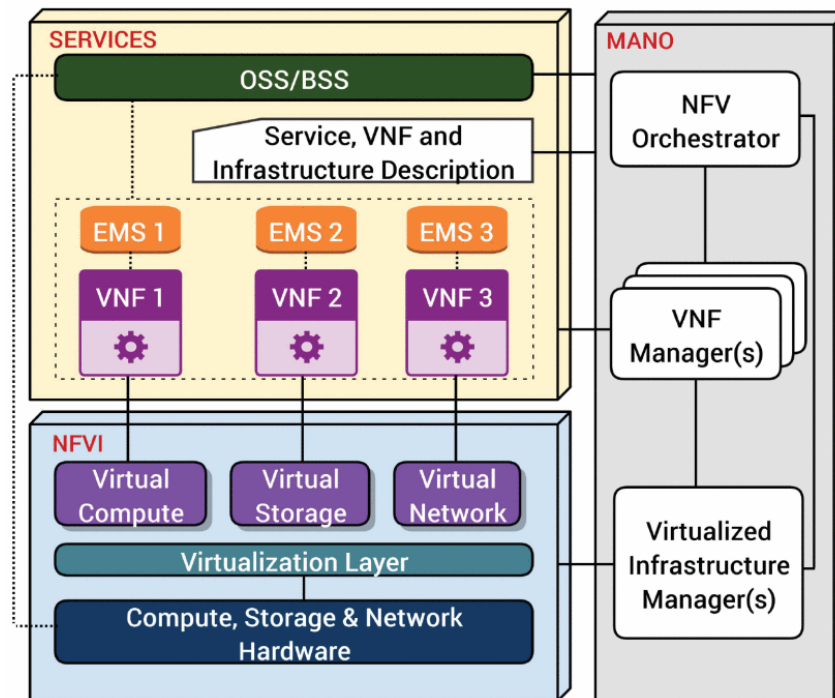 SERVICES
OSS/BSS
Service, VNF and
Infrastructure Description
EMS 1
EMS 2
EMS 3
VNF 1
VNF 2
VNF 3
NFVI
Virtual
Compute
Virtual
Storage
Virtual
Network
Virtualization Layer
Compute, Storage & Network
Hardware
MANO
NFV
Orchestrator
VNF
Manager(s)
Virtualized
Infrastructure
Manager(s)